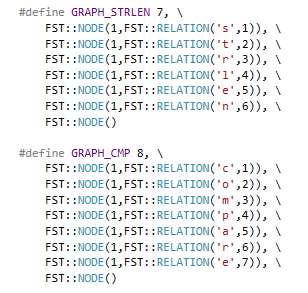 #define GRAPH_STRLEN 7, \
FST::NODE(1,FST::RELATION('s',1)), \
FST::NODE(1,FST::RELATION('t',2)), \
FST::NODE(1,FST::RELATION('r',3)), \
FST::NODE(1,FST::RELATION('l',4)), \
FST::NODE(1,FST::RELATION('e',5)), \
FST::NODE(1,FST::RELATION('n',6)), \
FST::NODE()
#define GRAPH_CMP 8, \
FST::NODE(1,FST::RELATION('c',1)), \
FST::NODE(1,FST::RELATION('o',2)), \
FST::NODE(1,FST::RELATION('m',3)), \
FST::NODE(1,FST::RELATION('p',4)), \
FST::NODE(1,FST::RELATION('a',5)), \
FST::NODE(1,FST::RELATION('r',6)), \
FST::NODE(1,FST::RELATION('e',7)), \
FST::NODE()